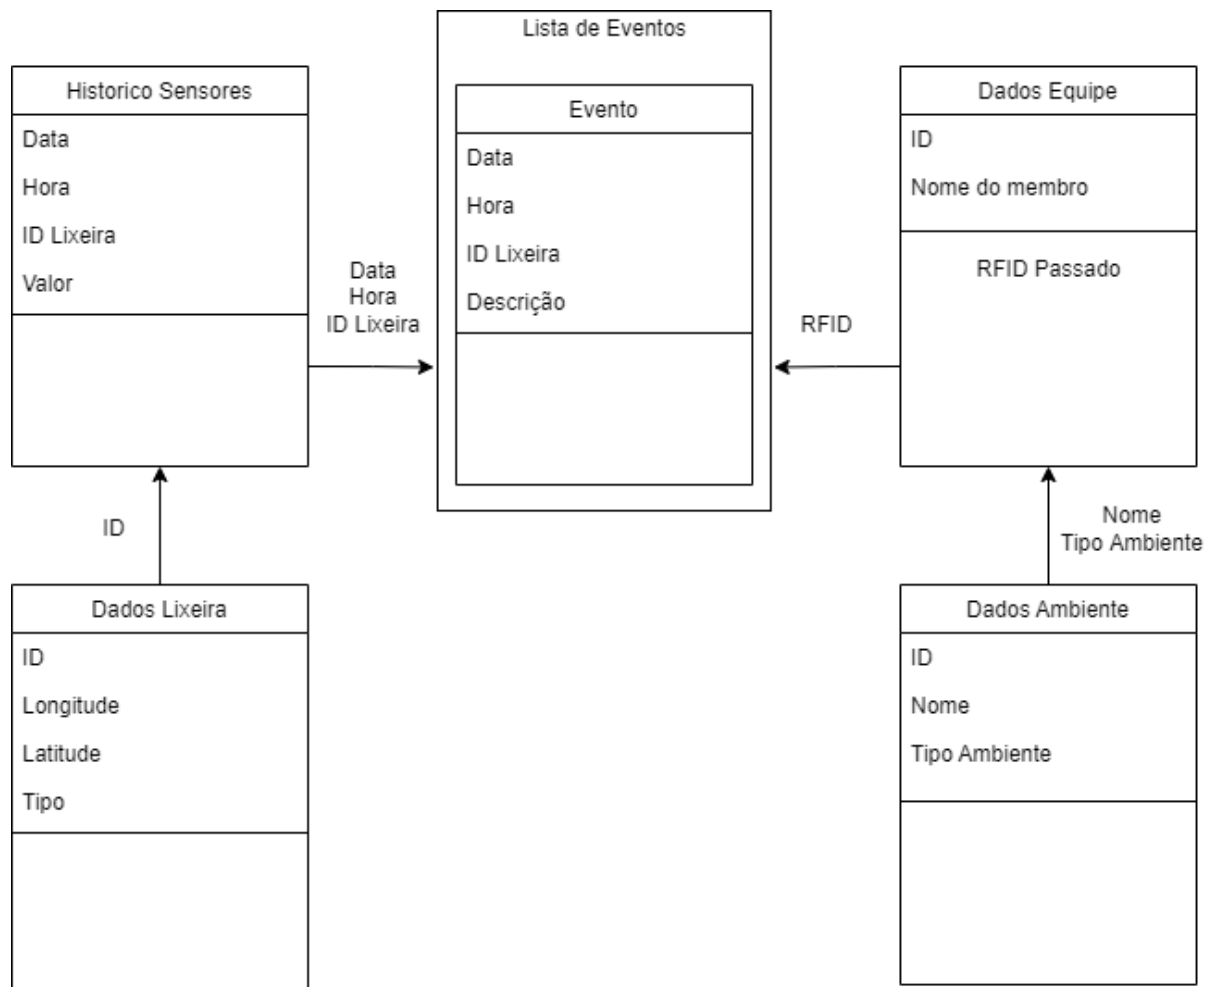 Lista de Eventos
Historico Sensores
Data
Hora
ID Lixeira
Valor
Data
Hora
ID Lixeira
Evento
Data
Hora
ID Lixeira
Descrição
RFID
Dados Equipe
ID
Nome do membro
RFID Passado
ID
Dados Lixeira
ID
Longitude
Latitude
Tipo
Nome
Tipo Ambiente
Dados Ambiente
ID
Nome
Tipo Ambiente